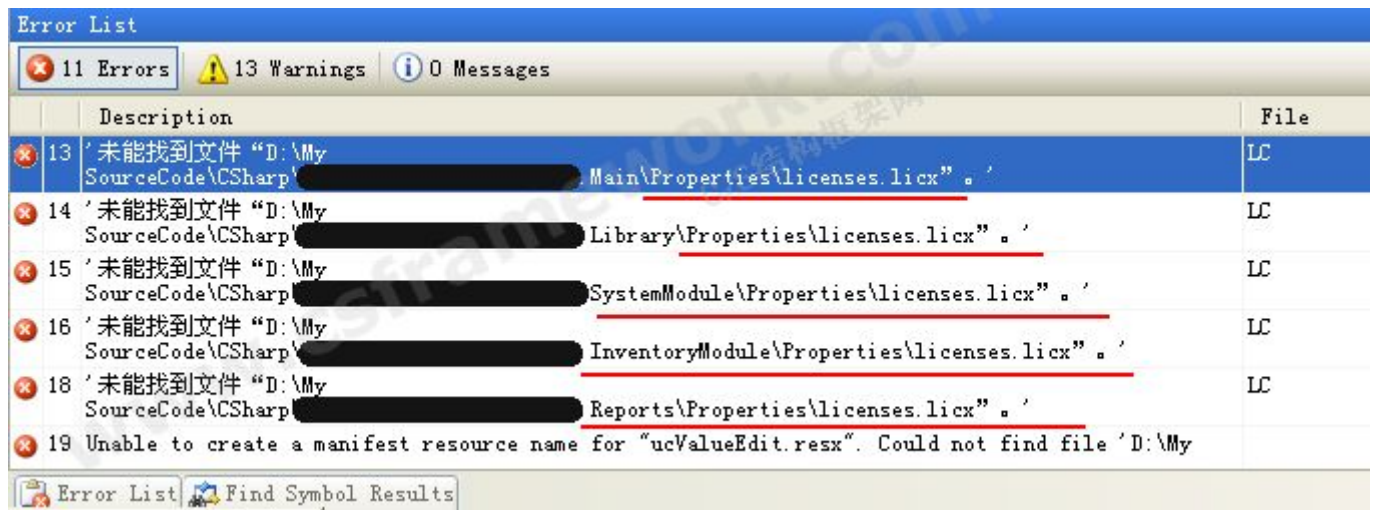 Error List
11 Errors 13 Warnings 0 Messages
Description File
13 '未能找到文件 “D:\My LC
SourceCode\CSharp\ .Main\Properties\licenses.licx” 。'
14 '未能找到文件 “D:\My LC
SourceCode\CSharp\ Library\Properties\licenses.licx” 。'
15 '未能找到文件 “D:\My LC
SourceCode\CSharp\ SystemModule\Properties\licenses.licx” 。'
16 '未能找到文件 “D:\My LC
SourceCode\CSharp\ InventoryModule\Properties\licenses.licx” 。'
18 '未能找到文件 “D:\My LC
SourceCode\CSharp\ Reports\Properties\licenses.licx” 。'
19 Unable to create a manifest resource name for "ucValueEdit.resx". Could not find file 'D:\My
Error List Find Symbol Results
www.csframework.com